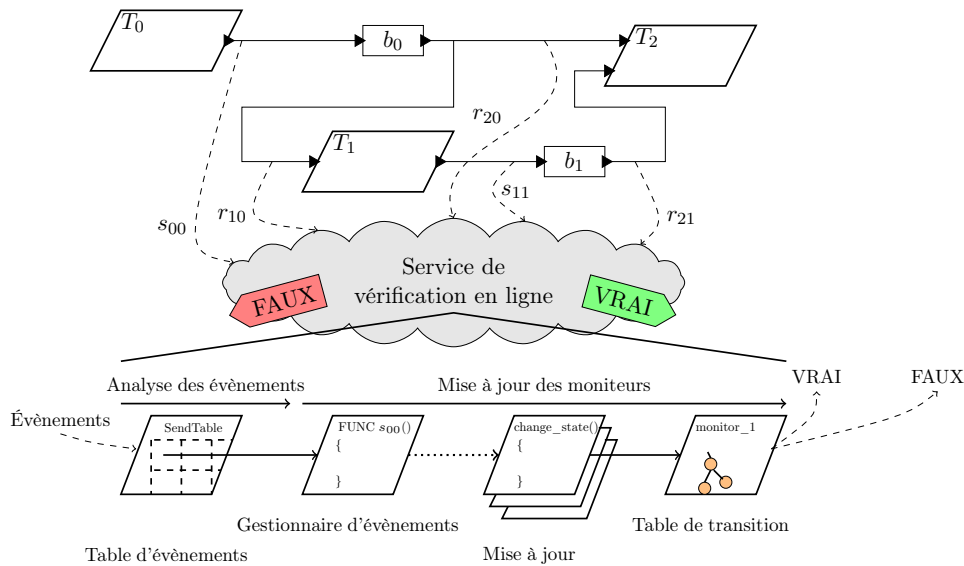 T0
b0
T2
r20
T1
b1
s11
r10
s00
r21
Service de
vérification en ligne
FAUX
VRAI
Analyse des évènements
Mise à jour des moniteurs
VRAI
FAUX
Évènements
SendTable
FUNC s00()
{
}
change_state()
{
}
monitor_1
Gestionnaire d'évènements
Table de transition
Table d'évènements
Mise à jour